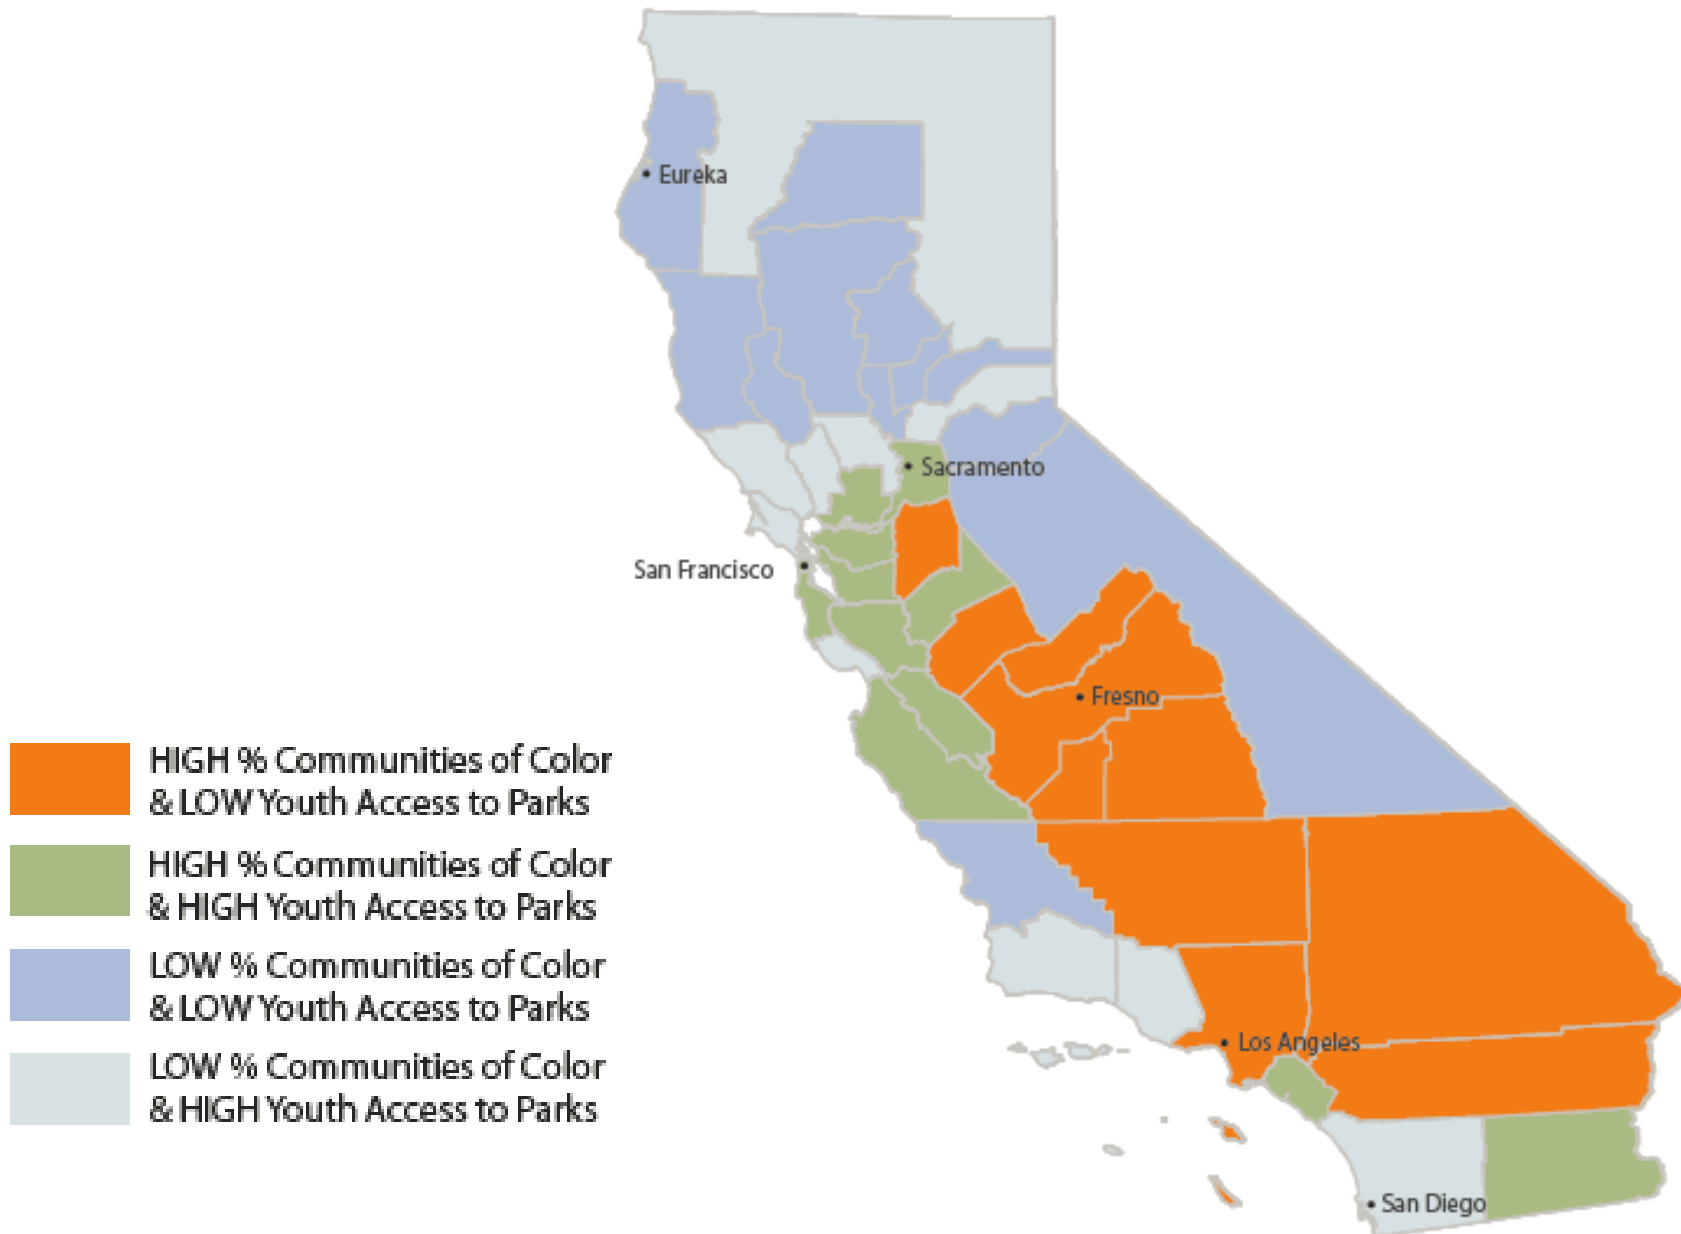 Eureka
Sacramento
San Francisco
Fresno
HIGH % Communities of Color
& LOW Youth Access to Parks
HIGH % Communities of Color
& HIGH Youth Access to Parks
LOW % Communities of Color
& LOW Youth Access to Parks
LOW % Communities of Color
& HIGH Youth Access to Parks
Los Angeles
San Diego